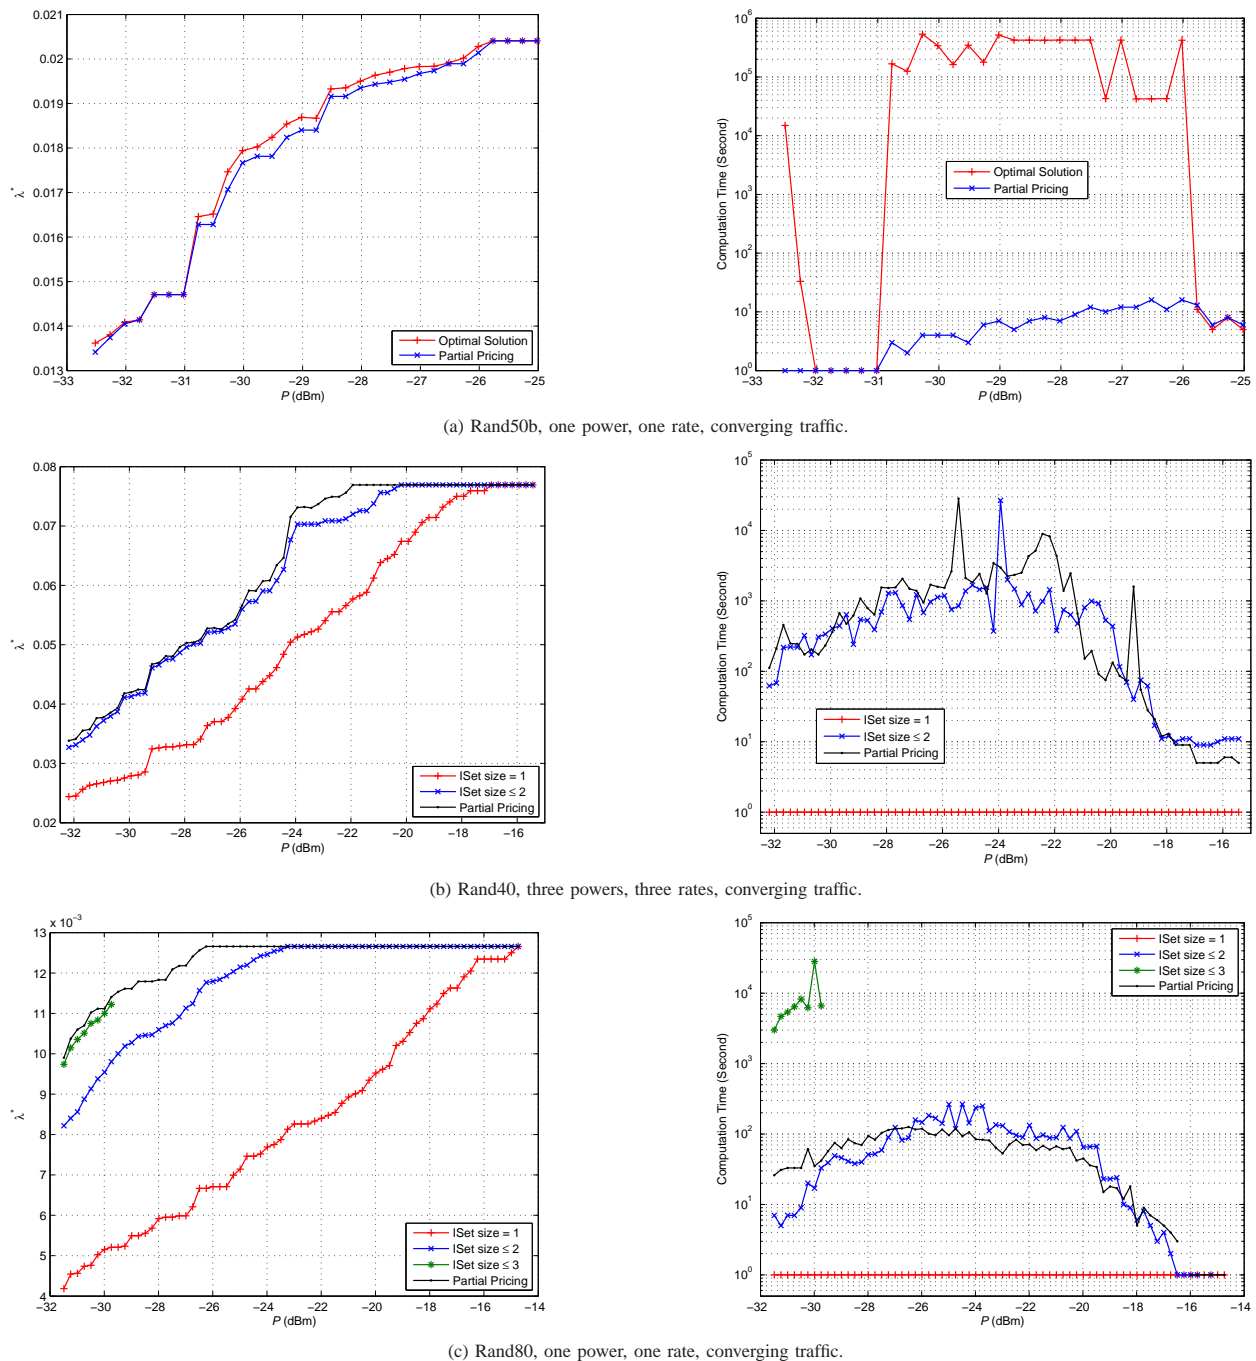 0.021
0.02
0.019
0.018
0.017
0.016
0.015
0.014
0.013
λ*
−33 −32 −31 −30 −29 −28 −27 −26 −25
P (dBm)
Optimal Solution
Partial Pricing
10^6
10^5
10^4
10^3
10^2
10^1
10^0
Computation Time (Second)
−33 −32 −31 −30 −29 −28 −27 −26 −25
P (dBm)
Optimal Solution
Partial Pricing
(a) Rand50b, one power, one rate, converging traffic.
0.08
0.07
0.06
0.05
0.04
0.03
0.02
λ*
−32 −30 −28 −26 −24 −22 −20 −18 −16
P (dBm)
ISet size = 1
ISet size ≤ 2
Partial Pricing
10^5
10^4
10^3
10^2
10^1
10^0
Computation Time (Second)
−32 −30 −28 −26 −24 −22 −20 −18 −16
P (dBm)
ISet size = 1
ISet size ≤ 2
Partial Pricing
(b) Rand40, three powers, three rates, converging traffic.
x 10^−3
13
12
11
10
9
8
7
6
5
4
λ*
−32 −30 −28 −26 −24 −22 −20 −18 −16 −14
P (dBm)
ISet size = 1
ISet size ≤ 2
ISet size ≤ 3
Partial Pricing
10^5
10^4
10^3
10^2
10^1
10^0
Computation Time (Second)
−32 −30 −28 −26 −24 −22 −20 −18 −16 −14
P (dBm)
ISet size = 1
ISet size ≤ 2
ISet size ≤ 3
Partial Pricing
(c) Rand80, one power, one rate, converging traffic.